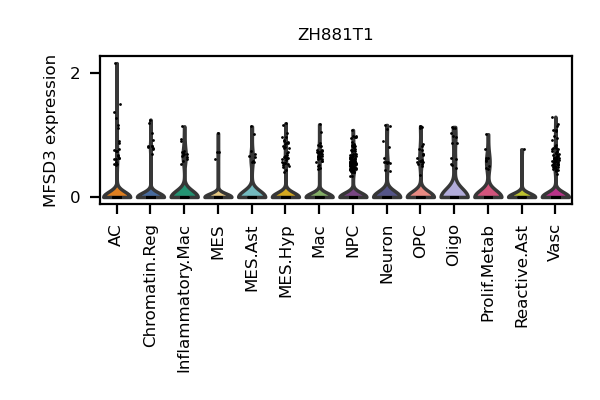 ZH881T1
MFSD3 expression
2
0
AC
Chromatin.Reg
Inflammatory.Mac
MES
MES.Ast
MES.Hyp
Mac
NPC
Neuron
OPC
Oligo
Prolif.Metab
Reactive.Ast
Vasc